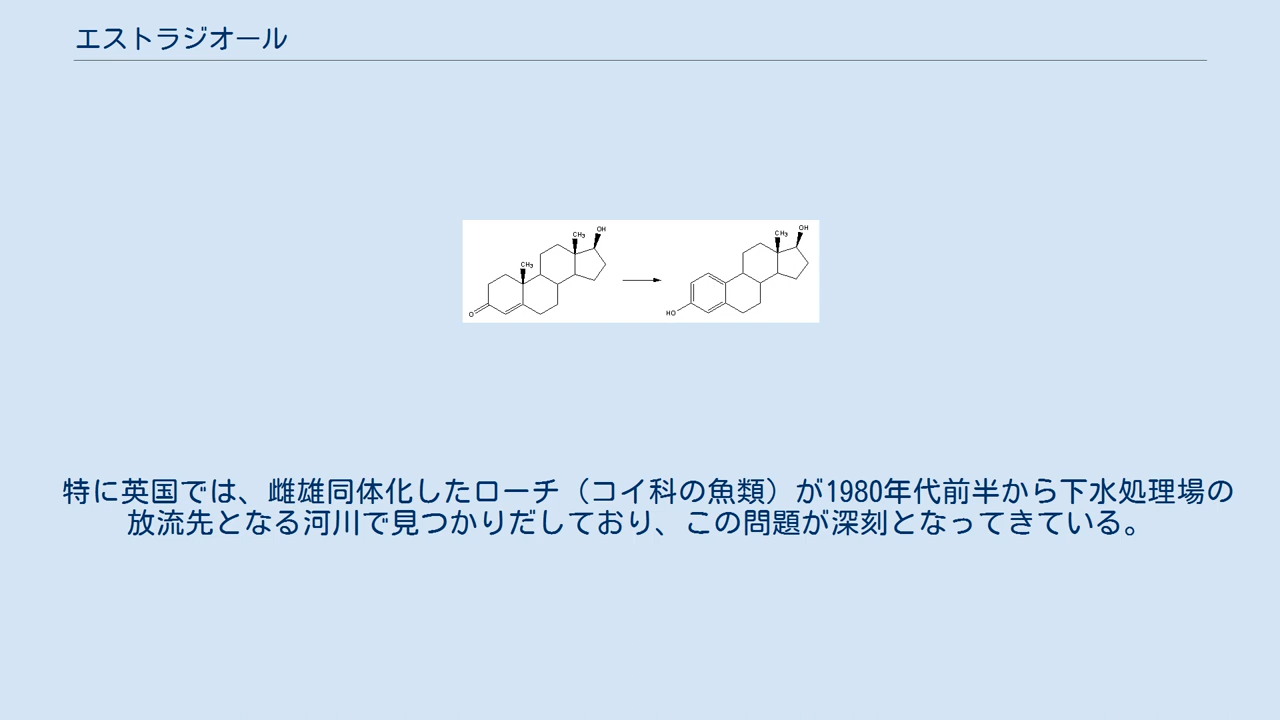 エストラジオール
CH₃ OH
CH₃
O
CH₃ OH
HO
特に英国では、雌雄同体化したローチ（コイ科の魚類）が1980年代前半から下水処理場の
放流先となる河川で見つかりだしており、この問題が深刻となってきている。